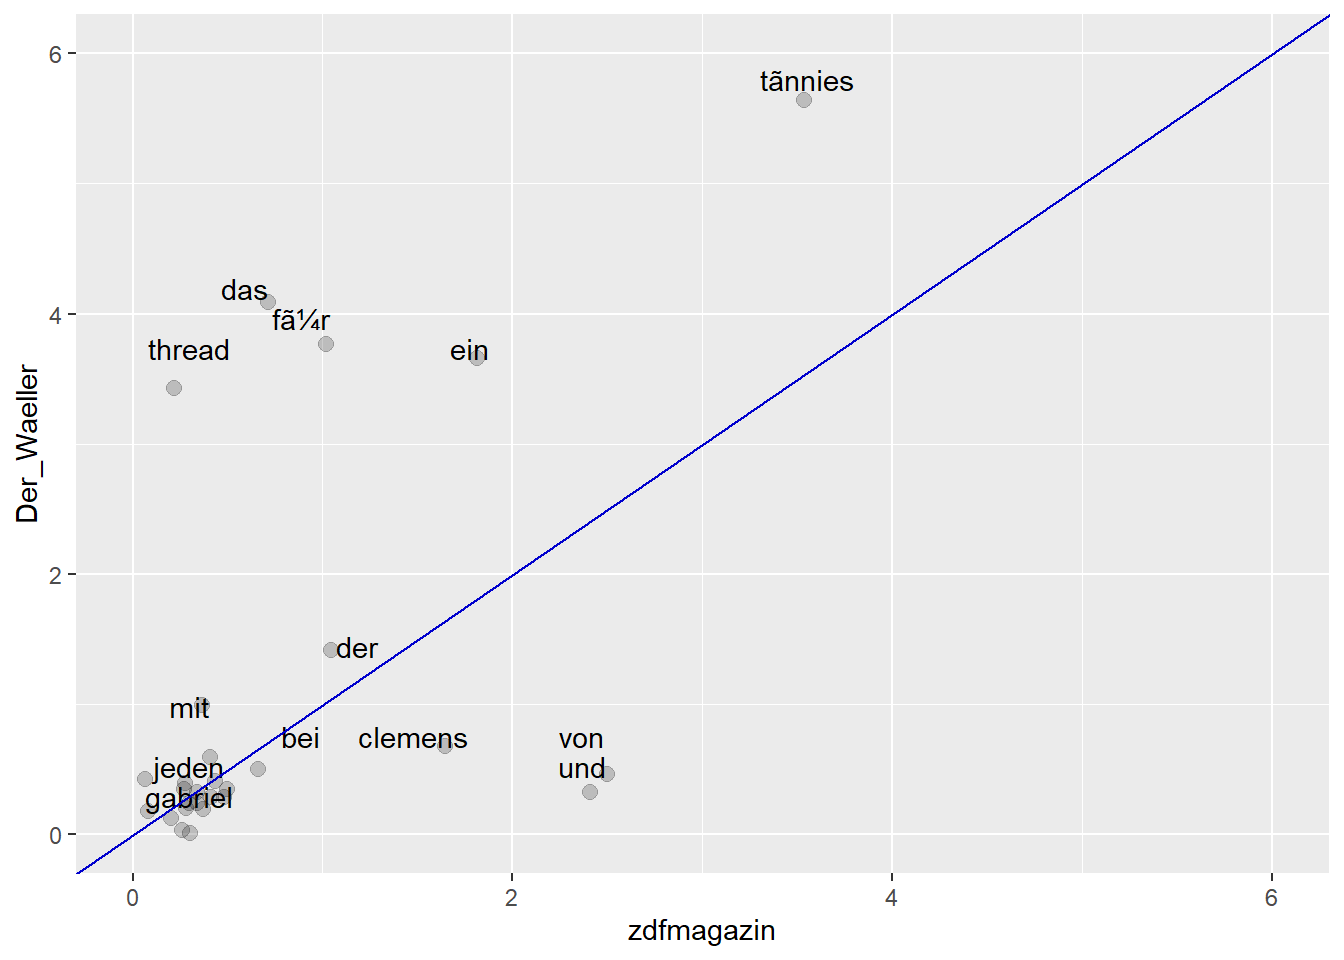 6
tãnnies
das
4
fã¼r
thread
ein
Der_Waeller
2
der
mit
bei
clemens
von
jeden
und
gabriel
0
0
2
4
6
zdfmagazin